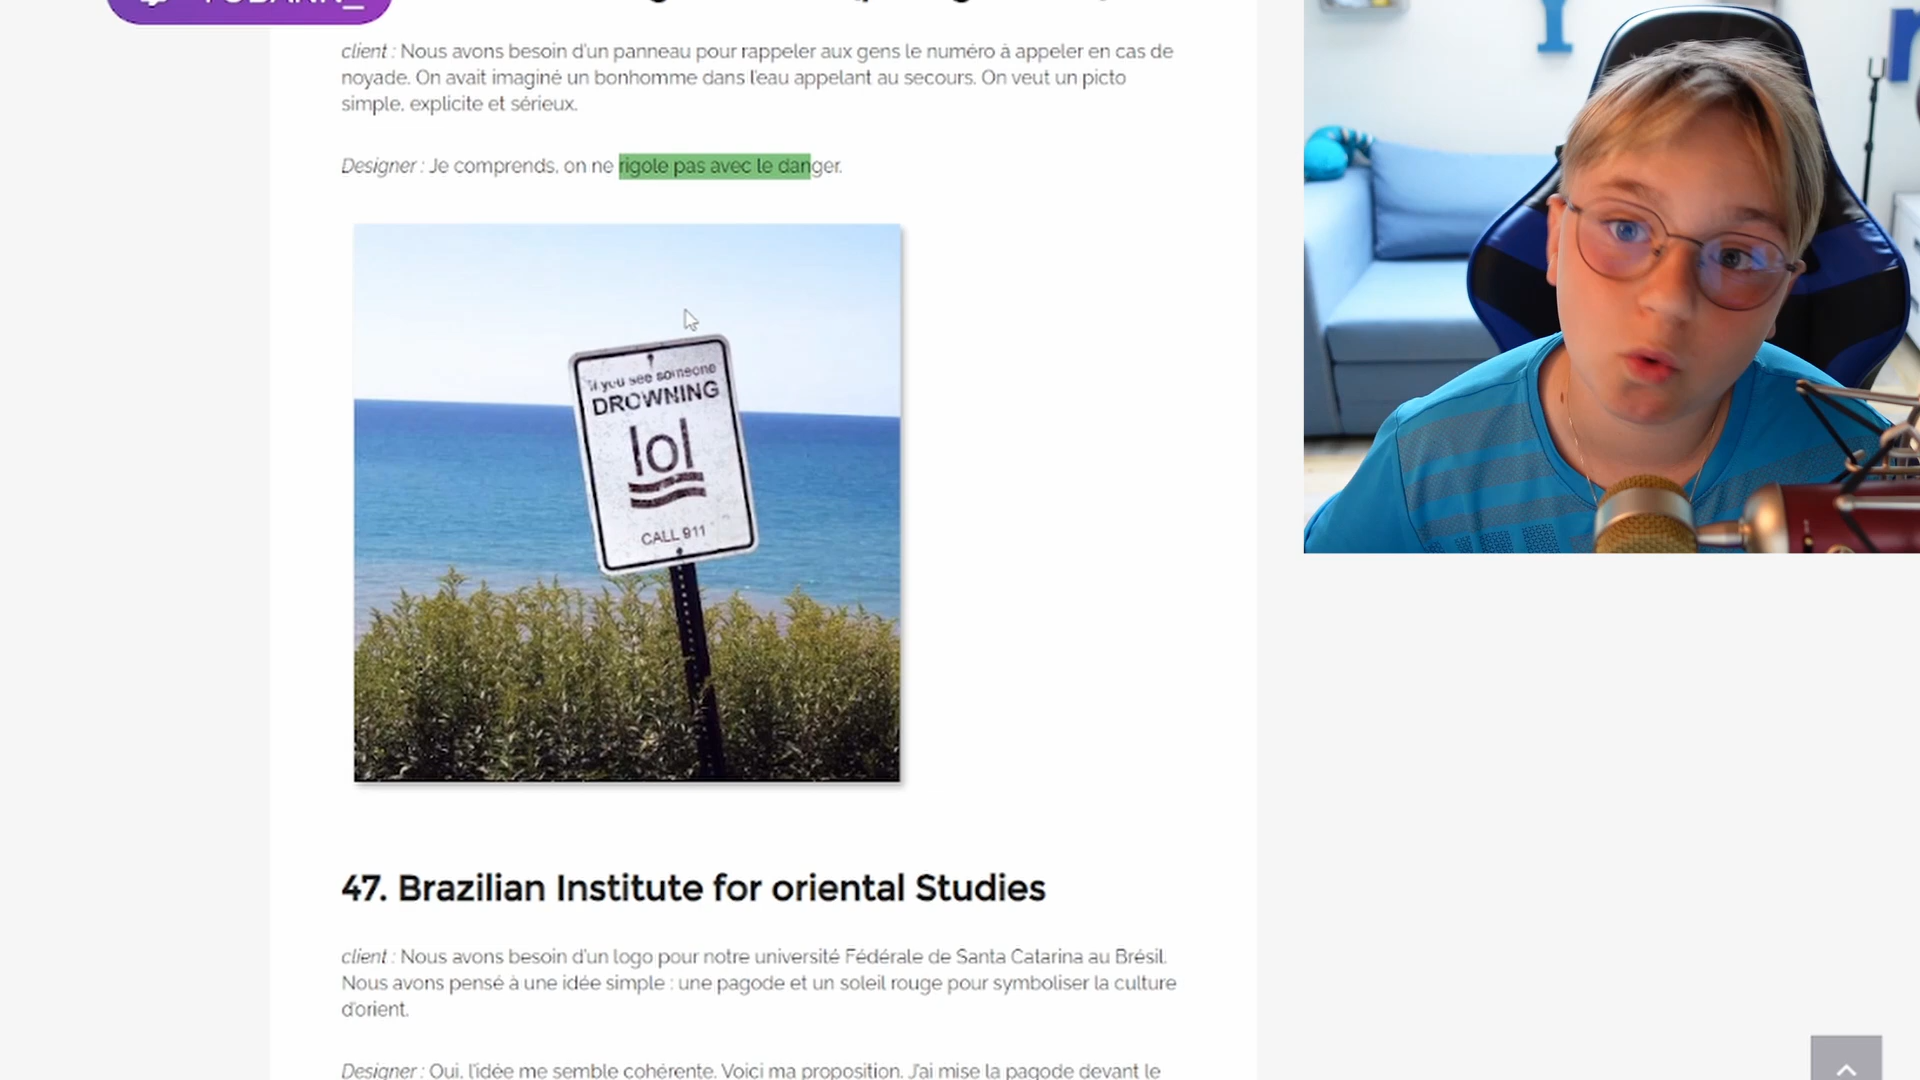 client : Nous avons besoin d'un panneau pour rappeler aux gens le numéro à appeler en cas de
noyade. On avait imaginé un bonhomme dans l'eau appelant au secours. On veut un picto
simple, explicite et sérieux.
Designer : Je comprends, on ne rigole pas avec le danger.
If you see someone
DROWNING
lol
CALL 911
47. Brazilian Institute for oriental Studies
client : Nous avons besoin d'un logo pour notre université Fédérale de Santa Catarina au Brésil.
Nous avons pensé à une idée simple : une pagode et un soleil rouge pour symboliser la culture
d'orient.
Designer : Oui, l'idée me semble cohérente. Voici ma proposition. J'ai mise la pagode devant le